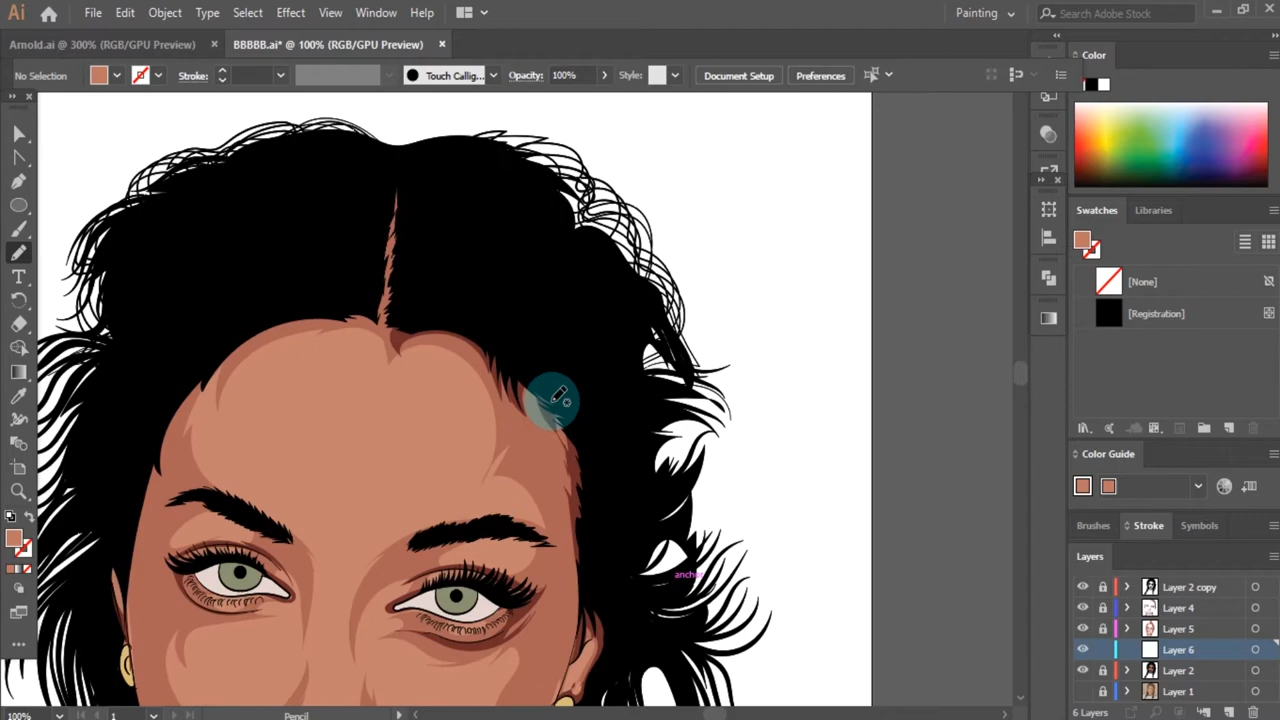 Ai File Edit Object Type Select Effect View Window Help Painting Search Adobe Stock
Arnold.ai @ 300% (RGB/GPU Preview) × BBBBB.ai* @ 100% (RGB/GPU Preview) ×
No Selection Stroke: Touch Callig... Opacity: 100% Style: Document Setup Preferences
Color
Swatches Libraries
[None]
[Registration]
Color Guide
Brushes Stroke Symbols
Layers
anchor
Layer 2 copy
Layer 4
Layer 5
Layer 6
Layer 2
Layer 1
6 Layers
100% 1 Pencil